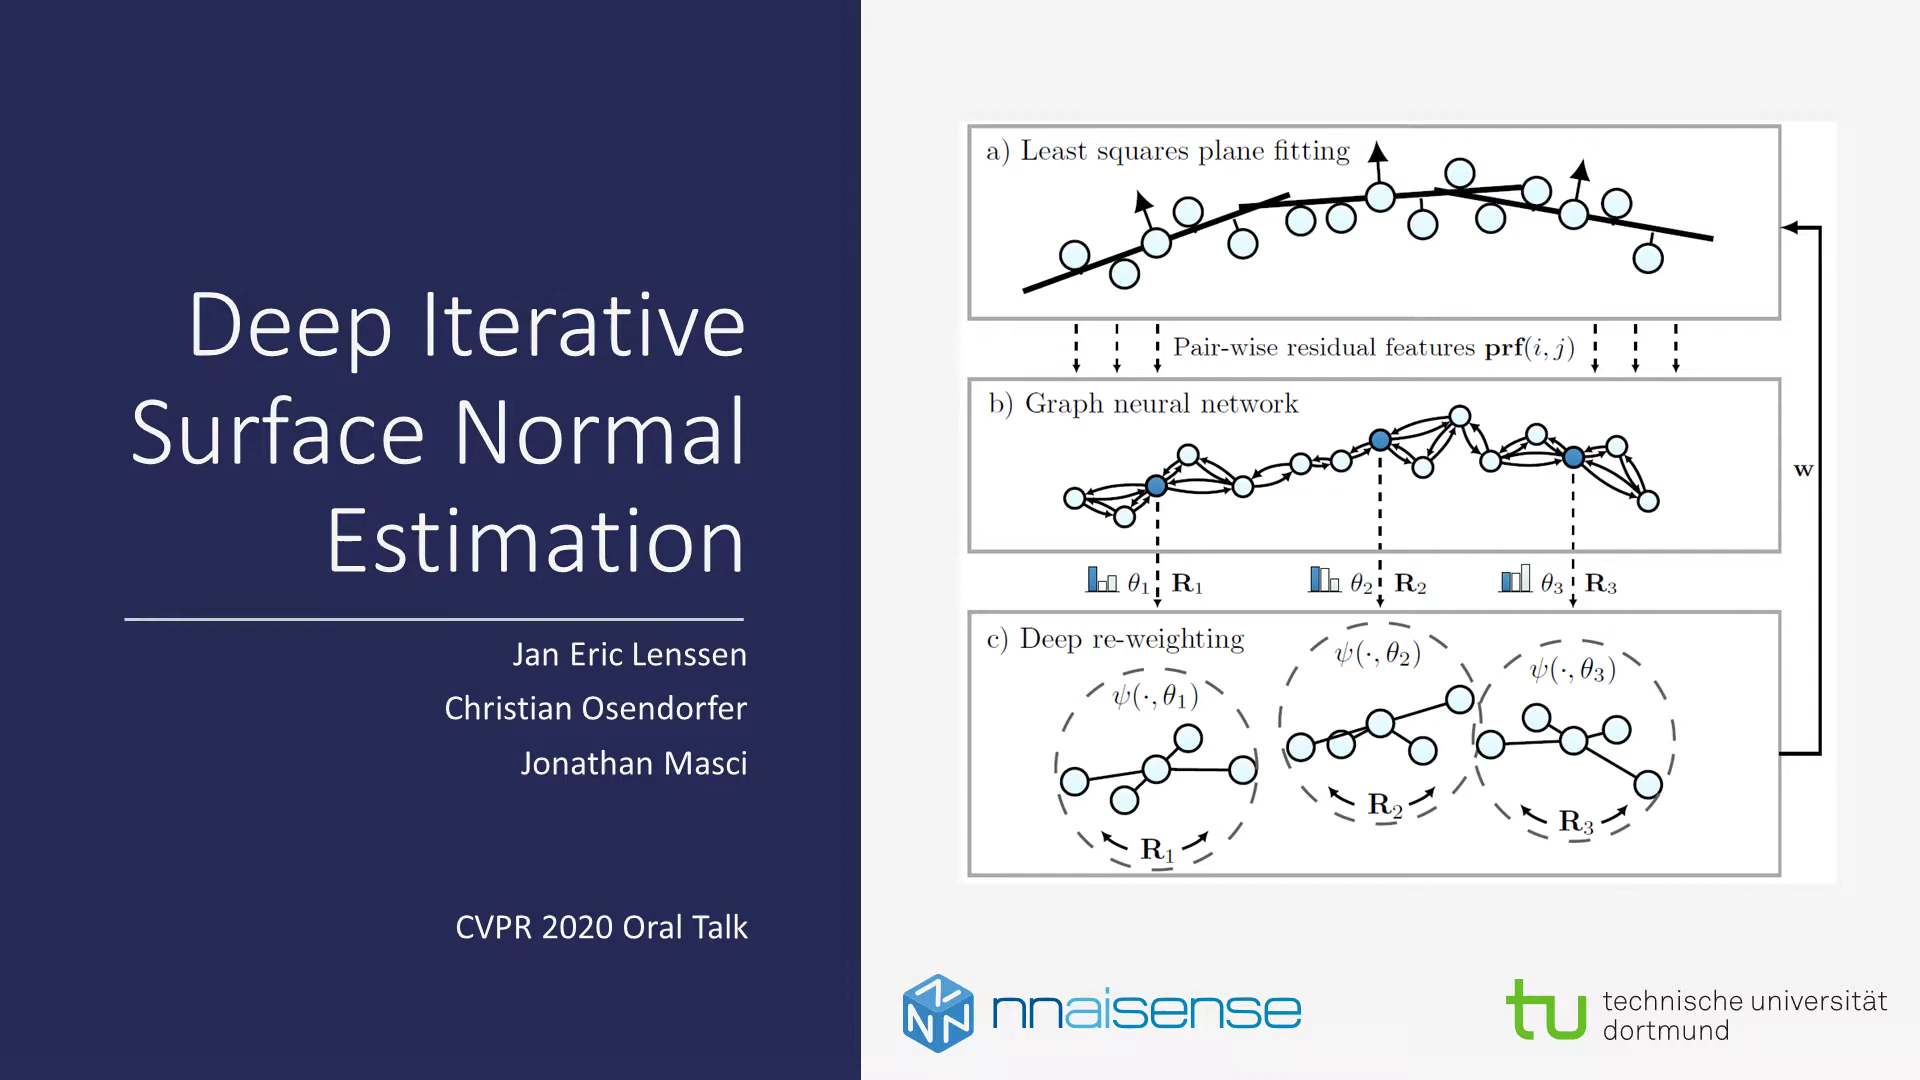 Deep Iterative
Surface Normal
Estimation
Jan Eric Lenssen
Christian Osendorfer
Jonathan Masci
CVPR 2020 Oral Talk
a) Least squares plane fitting
Pair-wise residual features prf(i, j)
b) Graph neural network
w
θ₁ R₁ θ₂ R₂ θ₃ R₃
c) Deep re-weighting
ψ(·, θ₁) ψ(·, θ₂) ψ(·, θ₃)
R₁ R₂ R₃
NNN nnaisense
tu technische universität
dortmund